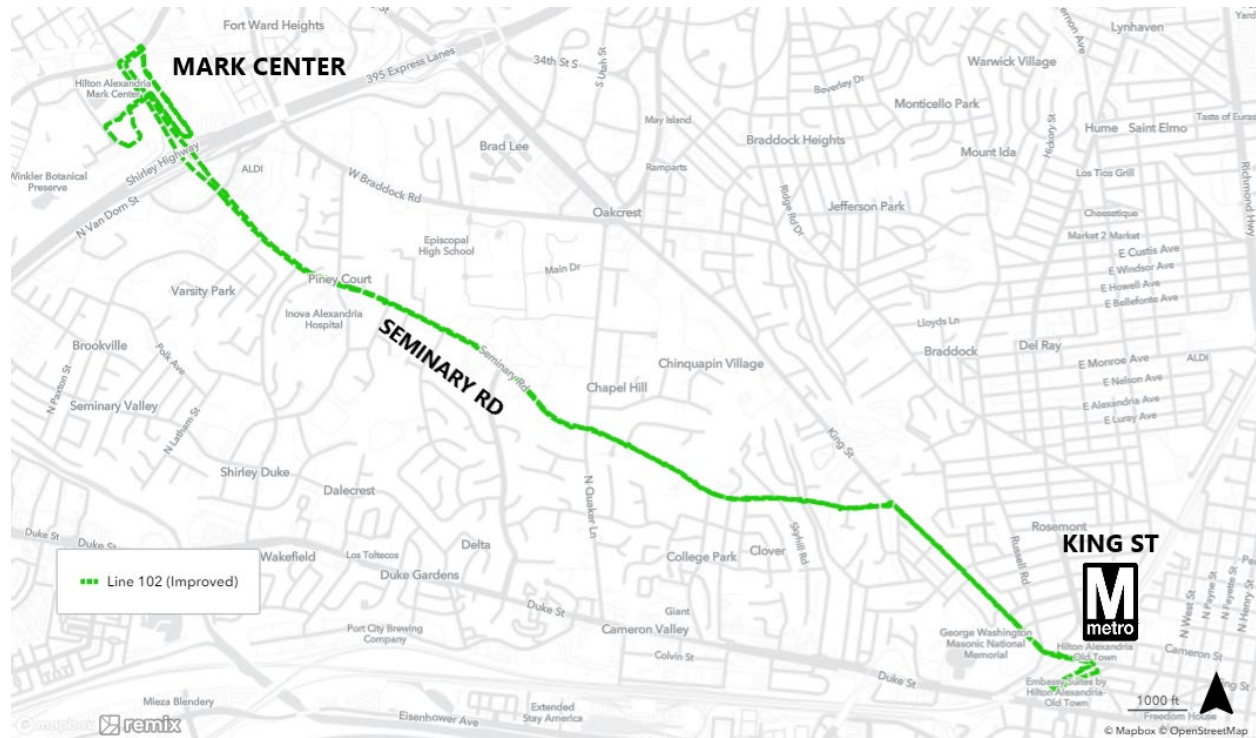 Fort Ward Heights
MARK CENTER
Hilton Alexandria
Mark Center
395 Express Lanes
34th St S
S Utah St
Beverley Dr
Warwick Village
Lynhaven
Richmond Hwy
Monticello Park
Hickory St
Taste of Euras
May Island
Braddock Heights
Hume
Saint Elmo
Brad Lee
Mount Ida
Shirley Highway
ALDI
Ramparts
Los Tios Grill
Winkler Botanical
Preserve
W Braddock Rd
Ridge Rd Dr
Jefferson Park
N Van Dorn St
Oakcrest
Cheesetique
Market 2 Market
Episcopal
High School
E Custis Ave
Main Dr
E Windsor Ave
Piney Court
E Howell Ave
Varsity Park
E Bellefonte Ave
Inova Alexandria
Hospital
Lloyds Ln
SEMINARY RD
Seminary Rd
Brookville
Polk Ave
Del Ray
Braddock
E Monroe Ave
ALDI
Chinquapin Village
N Paxton St
E Nelson Ave
Chapel Hill
Seminary Valley
E Alexandria Ave
N Latham St
E Luray Ave
King St
Shirley Duke
N Quaker Ln
Dalecrest
Duke St
Duke St
Rosemont
Skyhill Rd
Russell Rd
KING ST
M
metro
Wakefield
Los Toltecos
Delta
College Park
Clover
Line 102 (Improved)
Duke Gardens
N West St
N Payne St
N Fayette St
N Henry St
Duke St
Giant
Port City Brewing
Company
Cameron Valley
George Washington
Masonic National
Memorial
Hilton Alexandria
Old Town
Cameron St
Colvin St
Duke St
Embassy Suites by
Hilton Alexandria-
Old Town
Mieza Blendery
Extended
Stay America
1000 ft
Eisenhower Ave
Freedom House
mapbox
remix
© Mapbox © OpenStreetMap